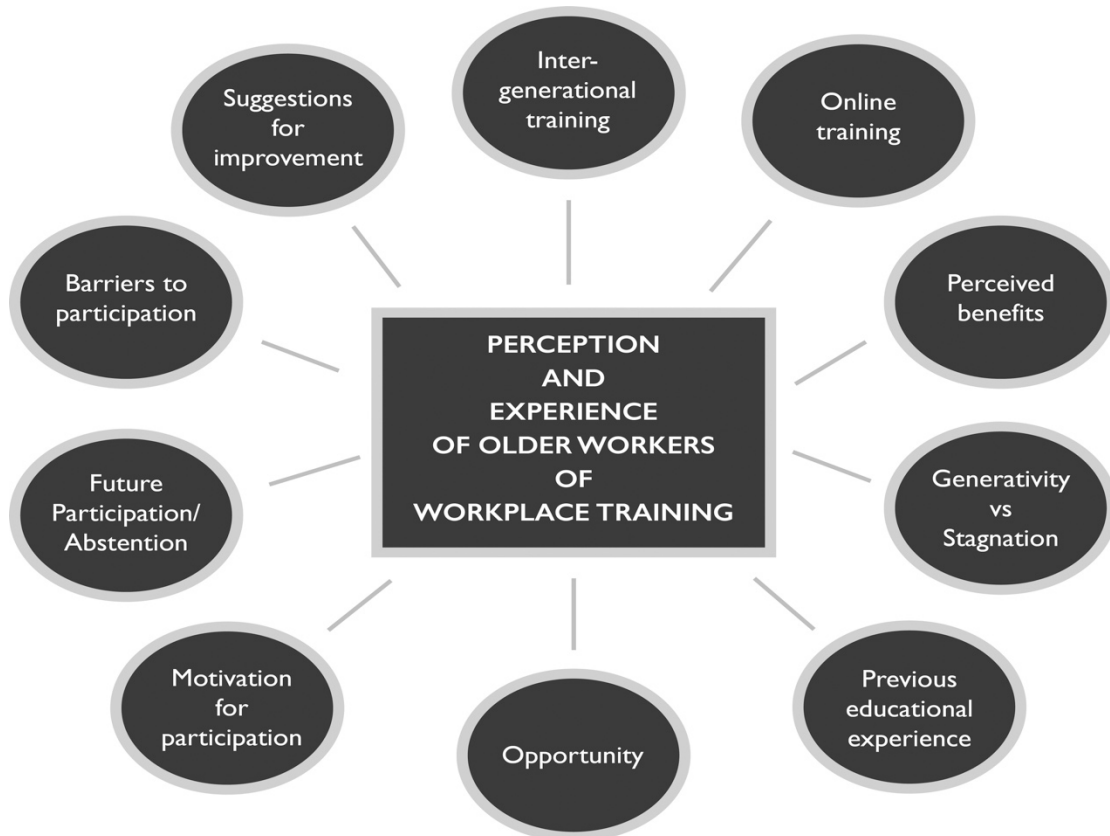 Inter-
generational
training
Online
training
Perceived
benefits
Generativity
vs
Stagnation
Previous
educational
experience
Opportunity
Motivation
for
participation
Future
Participation/
Abstention
Barriers to
participation
Suggestions
for
improvement
PERCEPTION
AND
EXPERIENCE
OF OLDER WORKERS
OF
WORKPLACE TRAINING